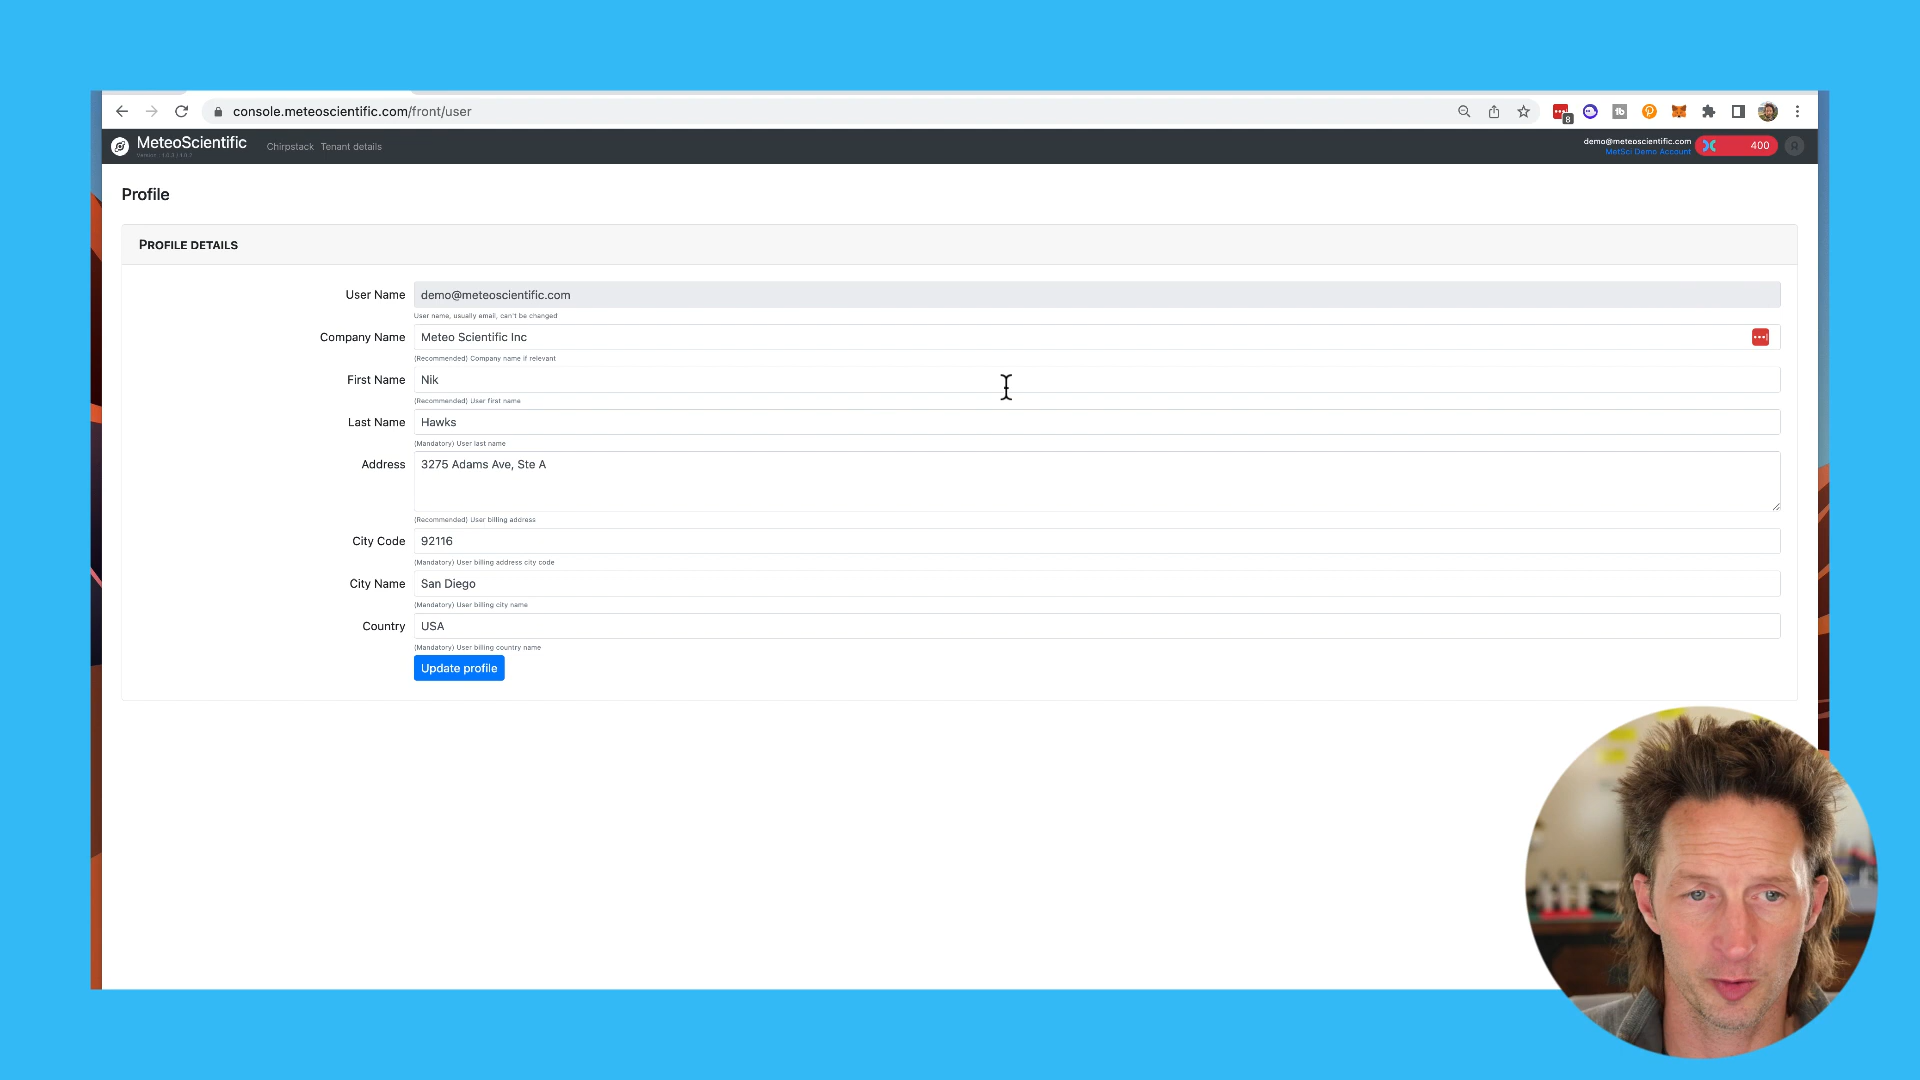 console.meteoscientific.com/front/user
8
MeteoScientific
Chirpstack Tenant details
demo@meteoscientific.com
MetSci Demo Account
400
Profile
PROFILE DETAILS
User Name demo@meteoscientific.com
User name, usually email, can't be changed
Company Name Meteo Scientific Inc
(Recommended) Company name if relevant
First Name Nik
(Recommended) User first name
Last Name Hawks
(Mandatory) User last name
Address 3275 Adams Ave, Ste A
(Recommended) User billing address
City Code 92116
(Mandatory) User billing address city code
City Name San Diego
(Mandatory) User billing city name
Country USA
(Mandatory) User billing country name
Update profile